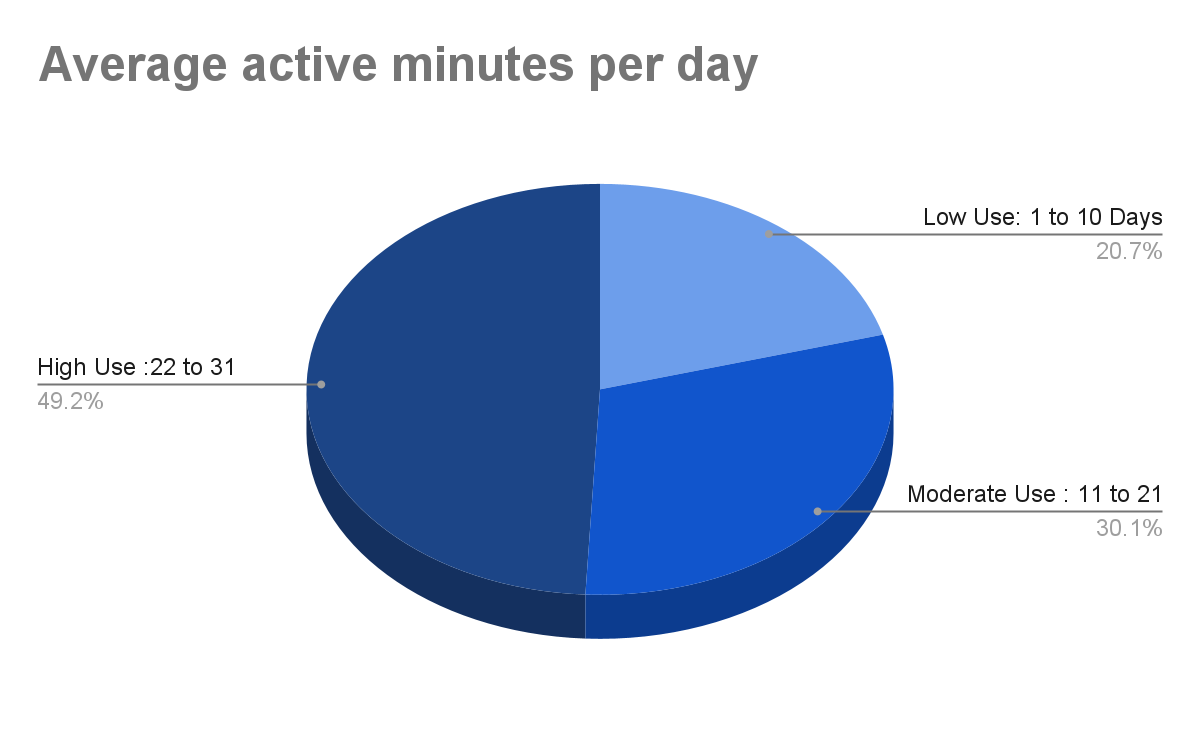 Average active minutes per day
Low Use: 1 to 10 Days
20.7%
High Use :22 to 31
49.2%
Moderate Use : 11 to 21
30.1%